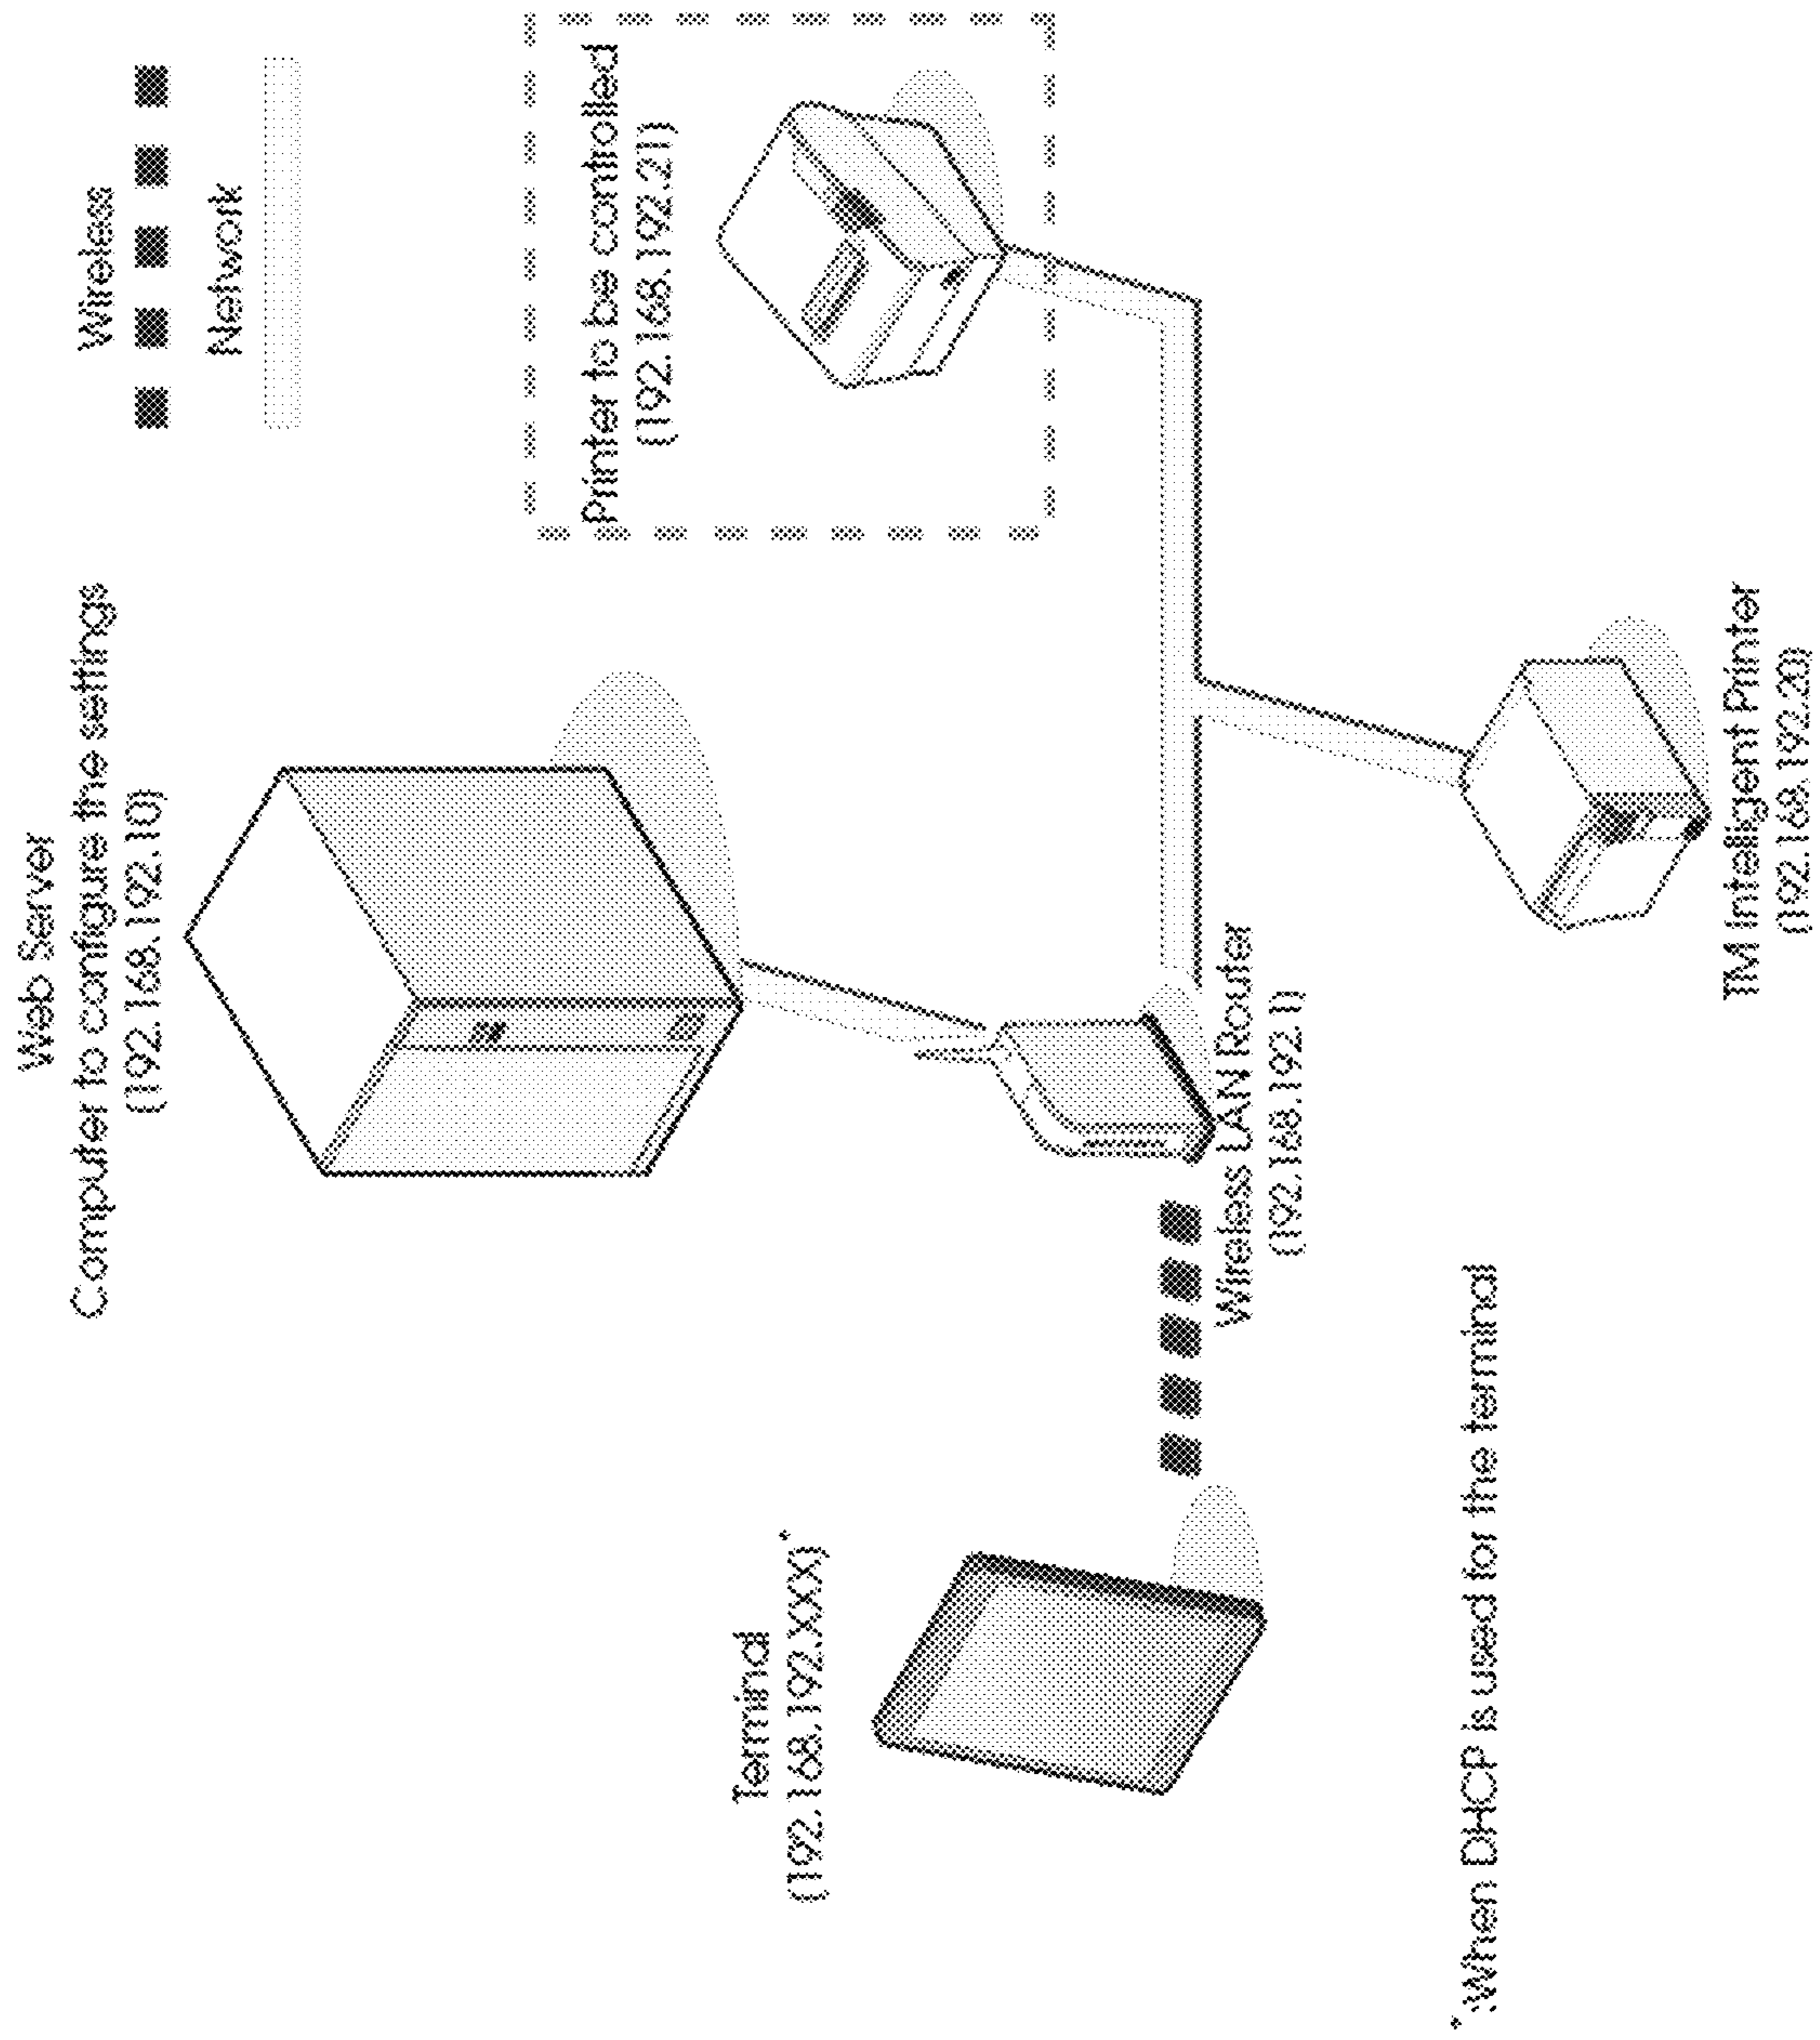 Web Server
Computer to configure the settings
(192.168.192.10)
Wireless
Network
Printer to be controlled
(192.168.192.21)
Terminal
(192.168.192.XXX)*
Wireless LAN Router
(192.168.192.1)
*When DHCP is used for the terminal
TM Intelligent Printer
(192.168.192.20)